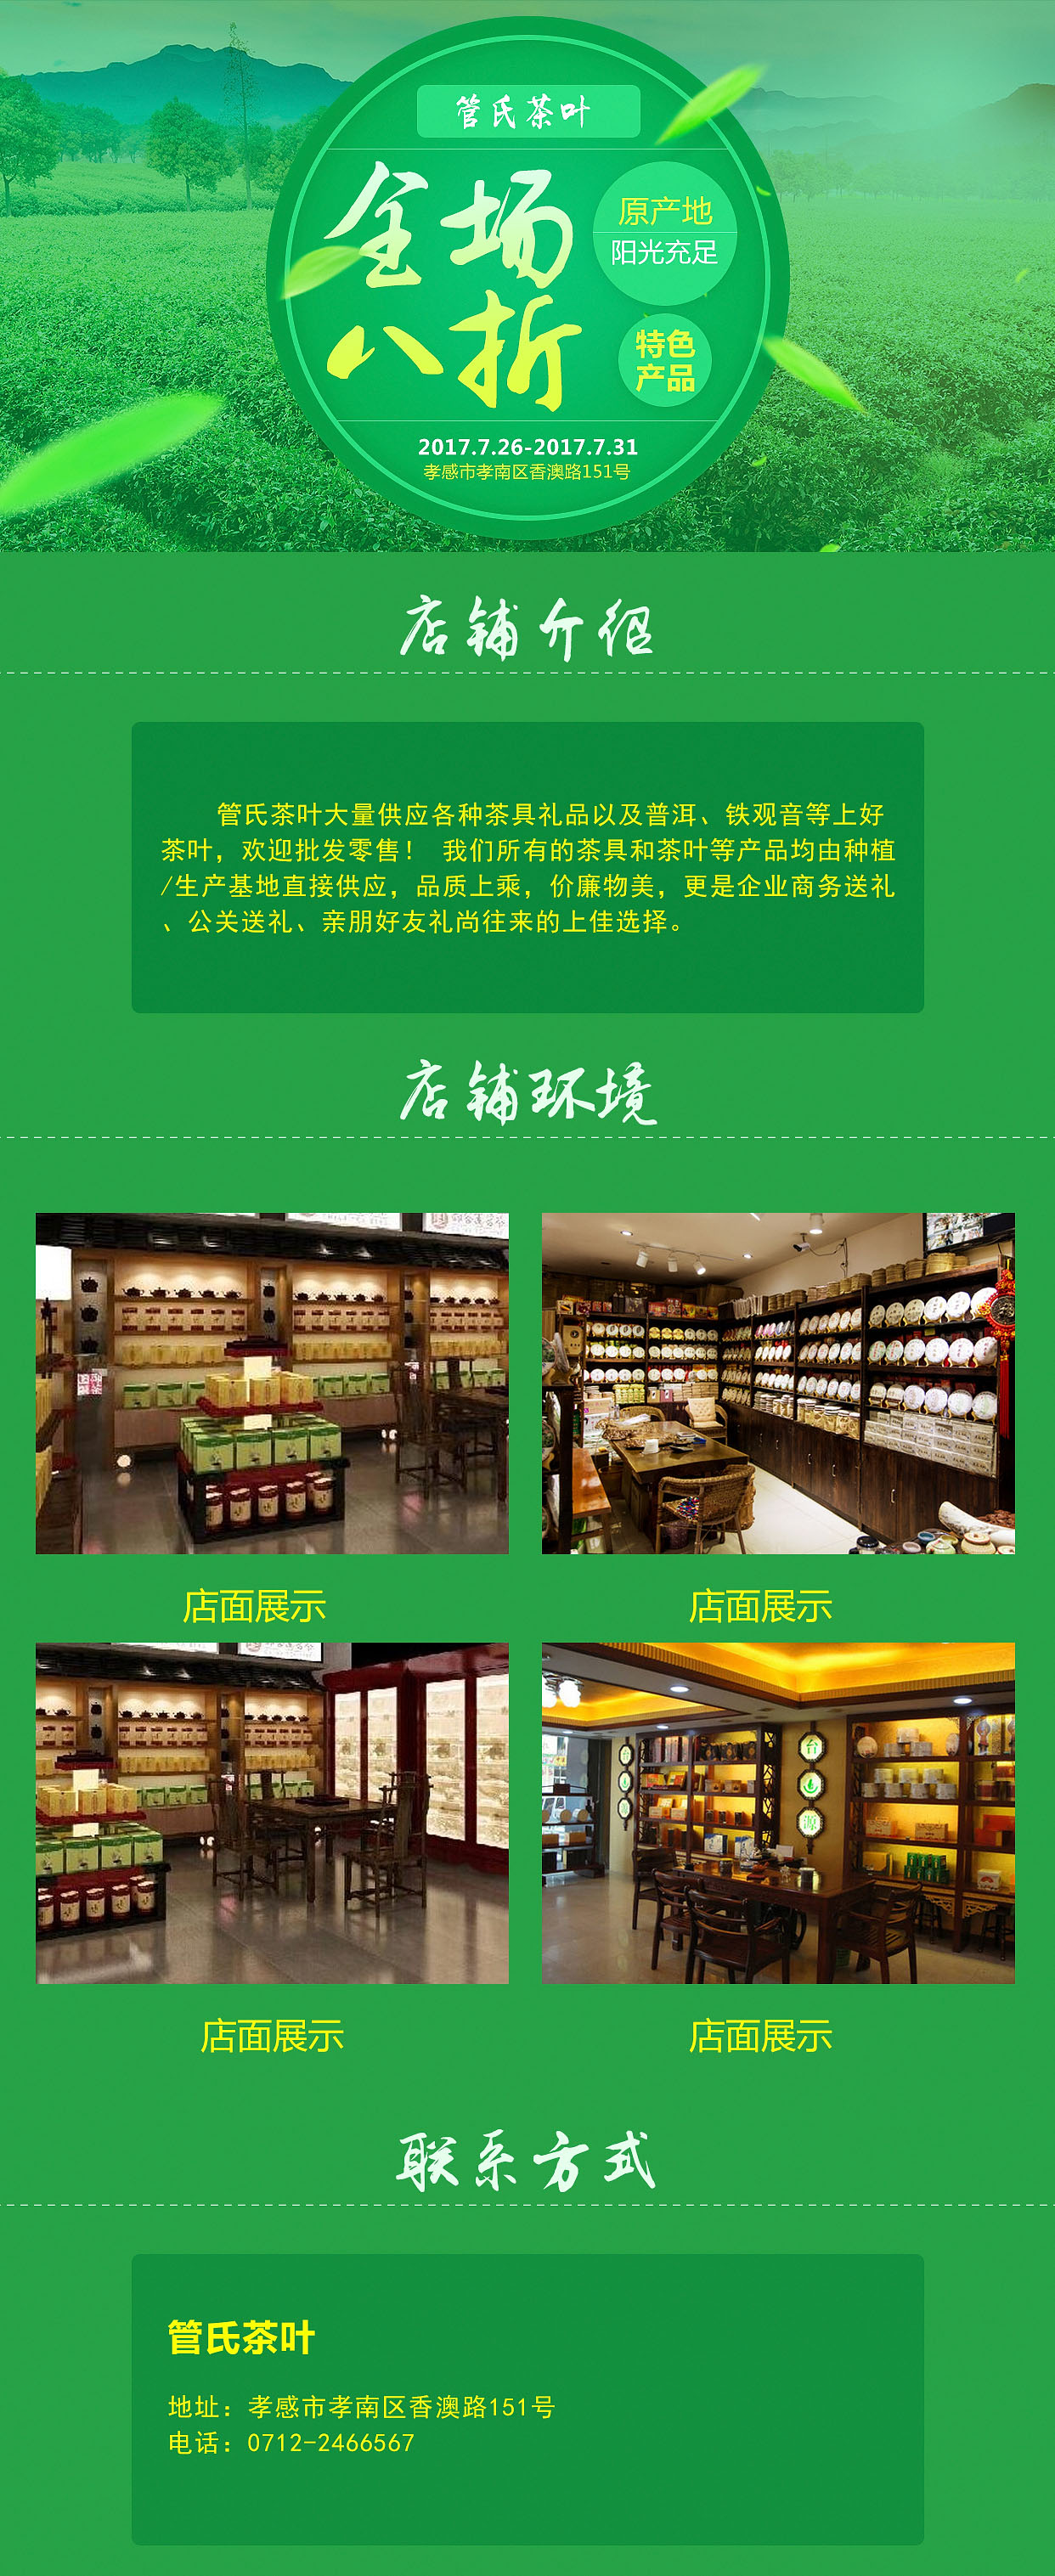 管氏茶叶
全场
八折
原产地
阳光充足
特色
产品
2017.7.26-2017.7.31
孝感市孝南区香澳路151号
店铺介绍
管氏茶叶大量供应各种茶具礼品以及普洱、铁观音等上好
茶叶，欢迎批发零售！ 我们所有的茶具和茶叶等产品均由种植
/生产基地直接供应，品质上乘，价廉物美，更是企业商务送礼
、公关送礼、亲朋好友礼尚往来的上佳选择。
店铺环境
店面展示
店面展示
台
源
店面展示
店面展示
联系方式
管氏茶叶
地址：孝感市孝南区香澳路151号
电话：0712-2466567